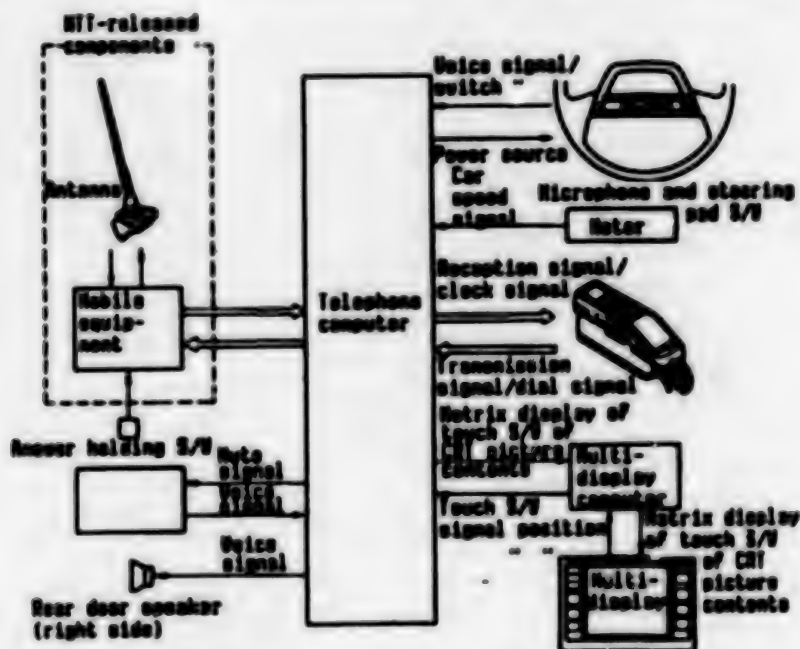 NTT-released
components
Antenna
Mobile
equip-
ment
Answer holding S/W
Mute
signal
Voice
signal
Voice
signal
Rear door speaker
(right side)
Telephone
computer
Voice signal/
switch "
Power source
Car
speed
signal
Microphone and steering
pad S/W
Meter
Reception signal/
clock signal
Transmission
signal/dial signal
Matrix display of
touch S/W of
CRT picture
contents
Touch S/W
signal position
Multi-
display
computer
Matrix display
of touch S/W
of CRT
picture
contents
" "
Multi-
display